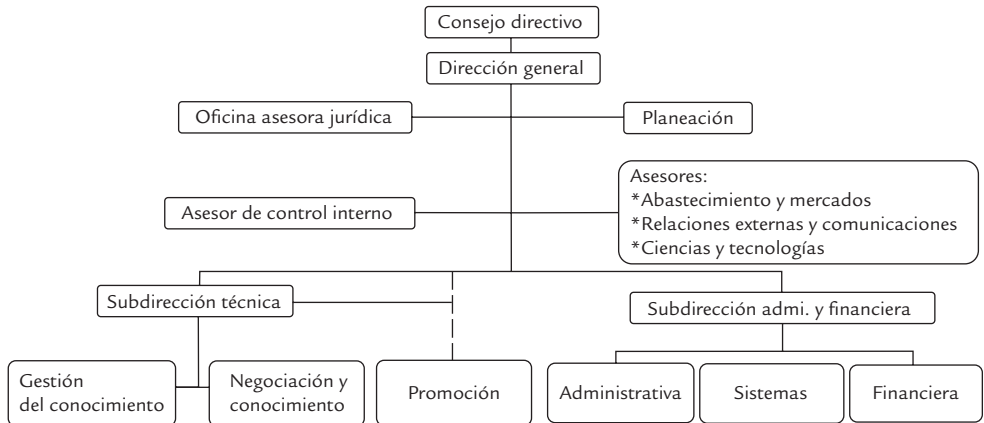 Consejo directivo
Dirección general
Oficina asesora jurídica
Planeación
Asesores:
*Abastecimiento y mercados
Asesor de control interno
*Relaciones externas y comunicaciones
*Ciencias y tecnologías
Subdirección técnica
Subdirección admi. y financiera
Gestión
del conocimiento
Negociación y
conocimiento
Promoción
Administrativa
Sistemas
Financiera